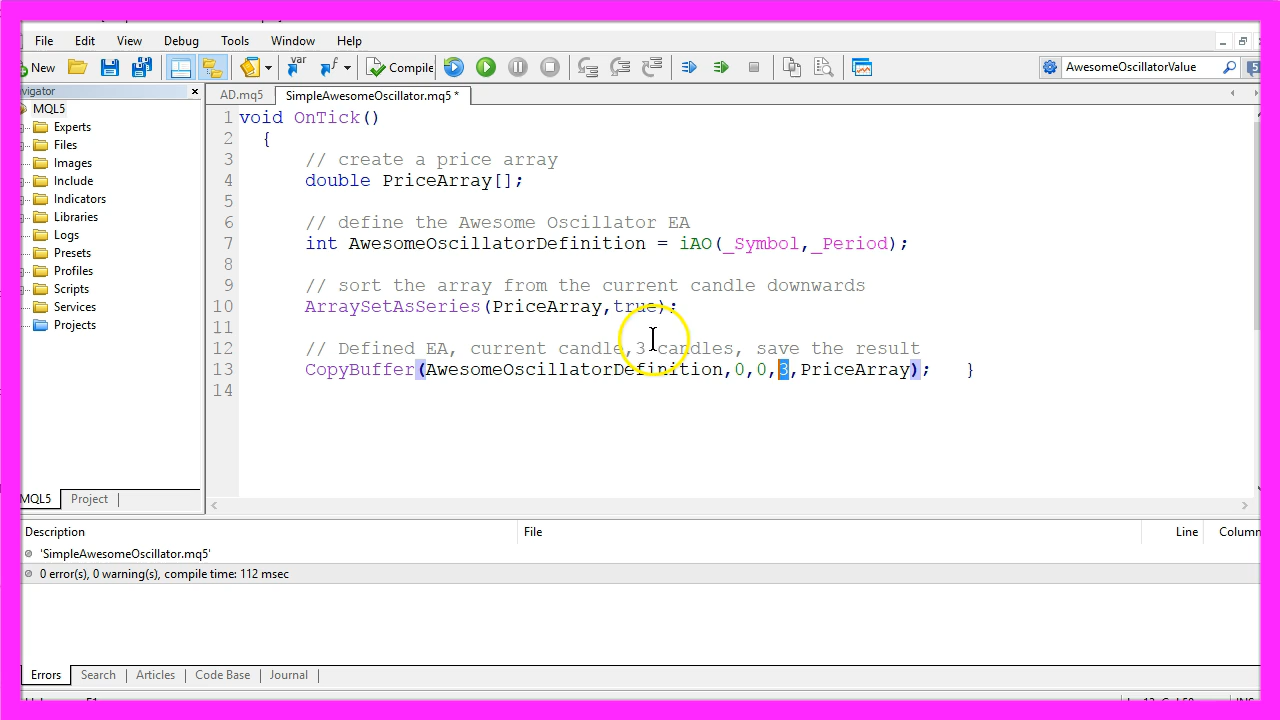 File Edit View Debug Tools Window Help
New Compile AwesomeOscillatorValue 5
vigator
MQL5
Experts
Files
Images
Include
Indicators
Libraries
Logs
Presets
Profiles
Scripts
Services
Projects
MQL5 Project
AD.mq5 SimpleAwesomeOscillator.mq5 *
1 void OnTick()
2 {
3 // create a price array
4 double PriceArray[];
5
6 // define the Awesome Oscillator EA
7 int AwesomeOscillatorDefinition = iAO(_Symbol,_Period);
8
9 // sort the array from the current candle downwards
10 ArraySetAsSeries(PriceArray,true);
11
12 // Defined EA, current candle,3 candles, save the result
13 CopyBuffer(AwesomeOscillatorDefinition,0,0,3,PriceArray); }
14
Description File Line Column
'SimpleAwesomeOscillator.mq5'
0 error(s), 0 warning(s), compile time: 112 msec
Errors Search Articles Code Base Journal